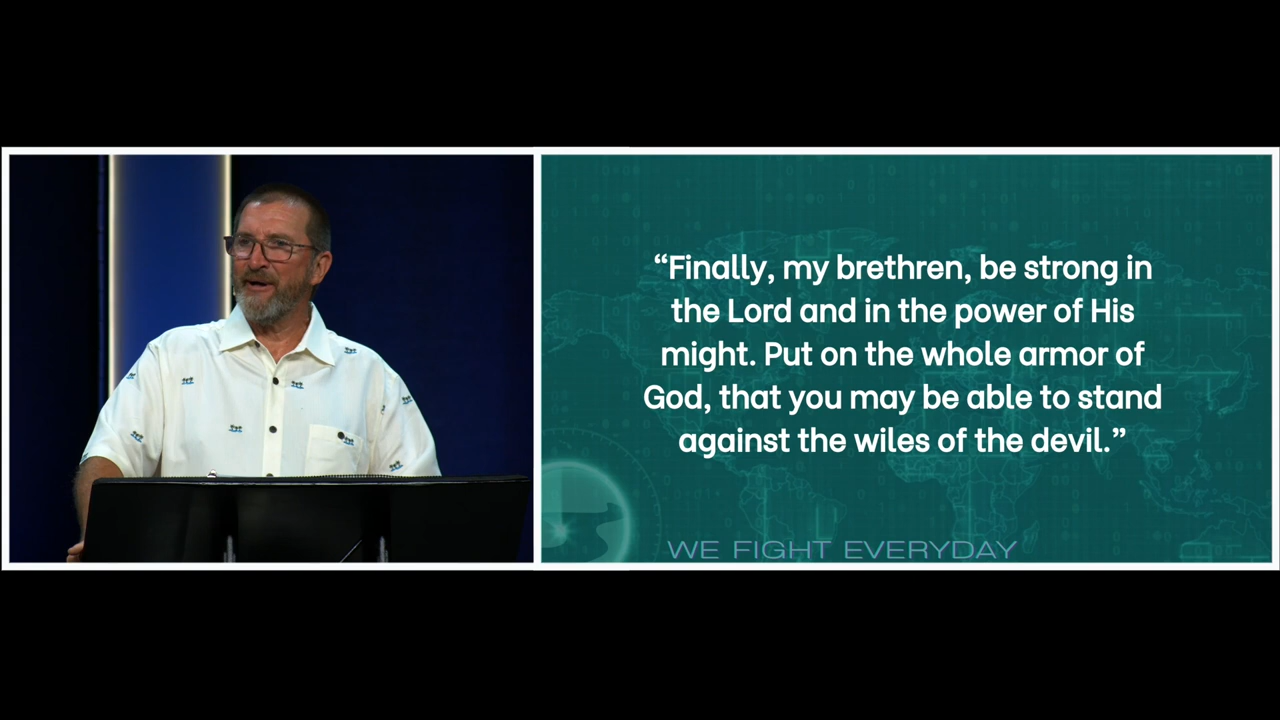 “Finally, my brethren, be strong in
the Lord and in the power of His
might. Put on the whole armor of
God, that you may be able to stand
against the wiles of the devil.”
WE FIGHT EVERYDAY